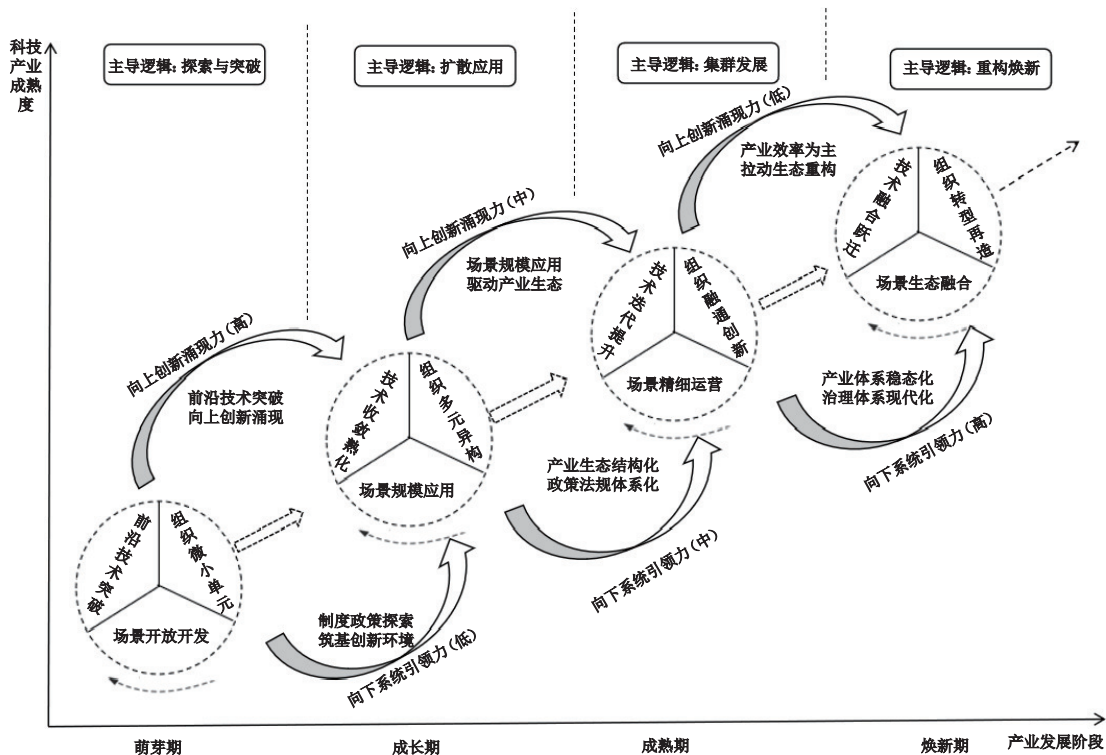 科技
产业
成熟
度
主导逻辑：探索与突破
主导逻辑：扩散应用
主导逻辑：集群发展
主导逻辑：重构焕新
向上创新涌现力（高）
前沿技术突破
向上创新涌现
前沿技术突破
组织微小单元
场景开放开发
制度政策探索
筑基创新环境
向下系统引领力（低）
向上创新涌现力（中）
场景规模应用
驱动产业生态
技术收敛熟化
组织多元异构
场景规模应用
产业生态结构化
政策法规体系化
向下系统引领力（中）
向上创新涌现力（低）
产业效率为主
拉动生态重构
技术迭代提升
组织融通创新
场景精细运营
产业体系稳态化
治理体系现代化
向下系统引领力（高）
技术融合跃迁
组织转型再造
场景生态融合
萌芽期
成长期
成熟期
焕新期
产业发展阶段